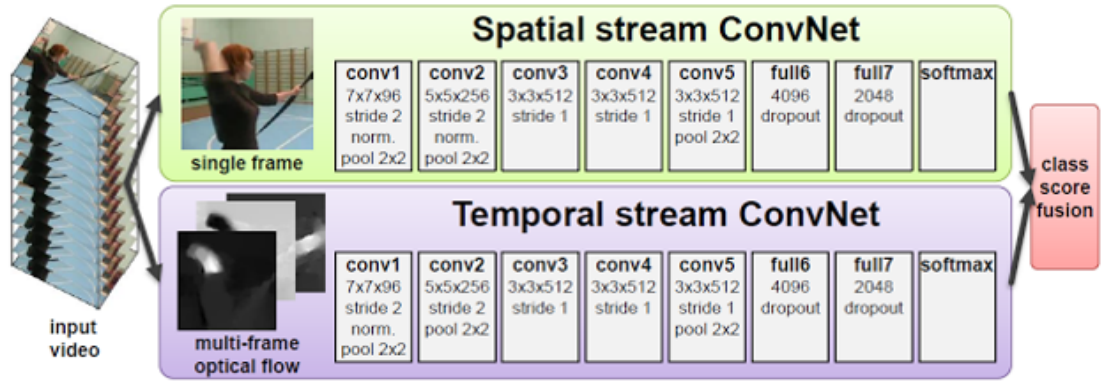 Spatial stream ConvNet
conv1
7x7x96
stride 2
norm.
pool 2x2
conv2
5x5x256
stride 2
norm.
pool 2x2
conv3
3x3x512
stride 1
conv4
3x3x512
stride 1
conv5
3x3x512
stride 1
pool 2x2
full6
4096
dropout
full7
2048
dropout
softmax
single frame
Temporal stream ConvNet
conv1
7x7x96
stride 2
norm.
pool 2x2
conv2
5x5x256
stride 2
pool 2x2
conv3
3x3x512
stride 1
conv4
3x3x512
stride 1
conv5
3x3x512
stride 1
pool 2x2
full6
4096
dropout
full7
2048
dropout
softmax
multi-frame
optical flow
input
video
class
score
fusion